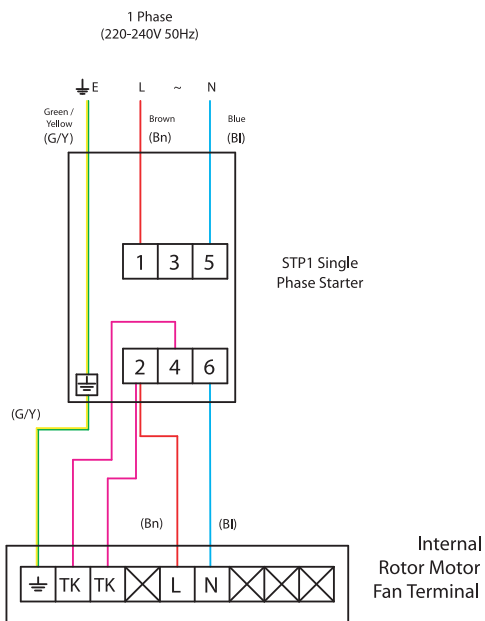 1 Phase
(220-240V 50Hz)
E L ~ N
Green /
Yellow
(G/Y)
Brown
(Bn)
Blue
(Bl)
1 3 5
STP1 Single
Phase Starter
2 4 6
(G/Y)
(Bn)
(Bl)
TK TK L N
Internal
Rotor Motor
Fan Terminal